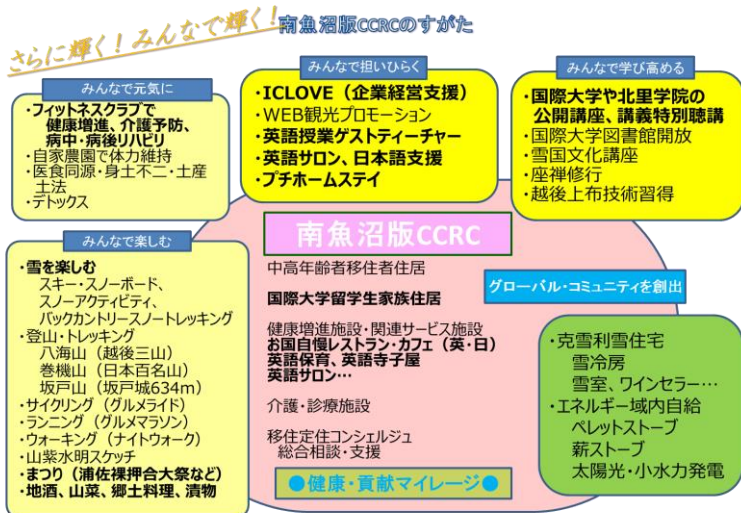 さらに輝く！みんなで輝く！
南魚沼版CCRCのすがた
みんなで元気に
・フィットネスクラブで
健康増進、介護予防、
病中・病後リハビリ
・自家農園で体力維持
・医食同源・身土不二・土産
土法
・デトックス
みんなで担いひらく
・ICLOVE（企業経営支援）
・WEB観光プロモーション
・英語授業ゲストティーチャー
・英語サロン、日本語支援
・プチホームステイ
みんなで学び高める
・国際大学や北里学院の
公開講座、講義特別聴講
・国際大学図書館開放
・雪国文化講座
・座禅修行
・越後上布技術習得
みんなで楽しむ
・雪を楽しむ
スキー・スノーボード、
スノーアクティビティ、
バックカントリースノートレッキング
・登山・トレッキング
八海山（越後三山）
巻機山（日本百名山）
坂戸山（坂戸城634m）
・サイクリング（グルメライド）
・ランニング（グルメマラソン）
・ウォーキング（ナイトウォーク）
・山紫水明スケッチ
・まつり（浦佐裸押合大祭など）
・地酒、山菜、郷土料理、漬物
南魚沼版CCRC
中高年齢者移住者住居
国際大学留学生家族住居
健康増進施設・関連サービス施設
お国自慢レストラン・カフェ（英・日）
英語保育、英語寺子屋
英語サロン…
介護・診療施設
移住定住コンシェルジュ
総合相談・支援
●健康・貢献マイレージ●
グローバル・コミュニティを創出
・克雪利雪住宅
雪冷房
雪室、ワインセラー…
・エネルギー域内自給
ペレットストーブ
薪ストーブ
太陽光・小水力発電